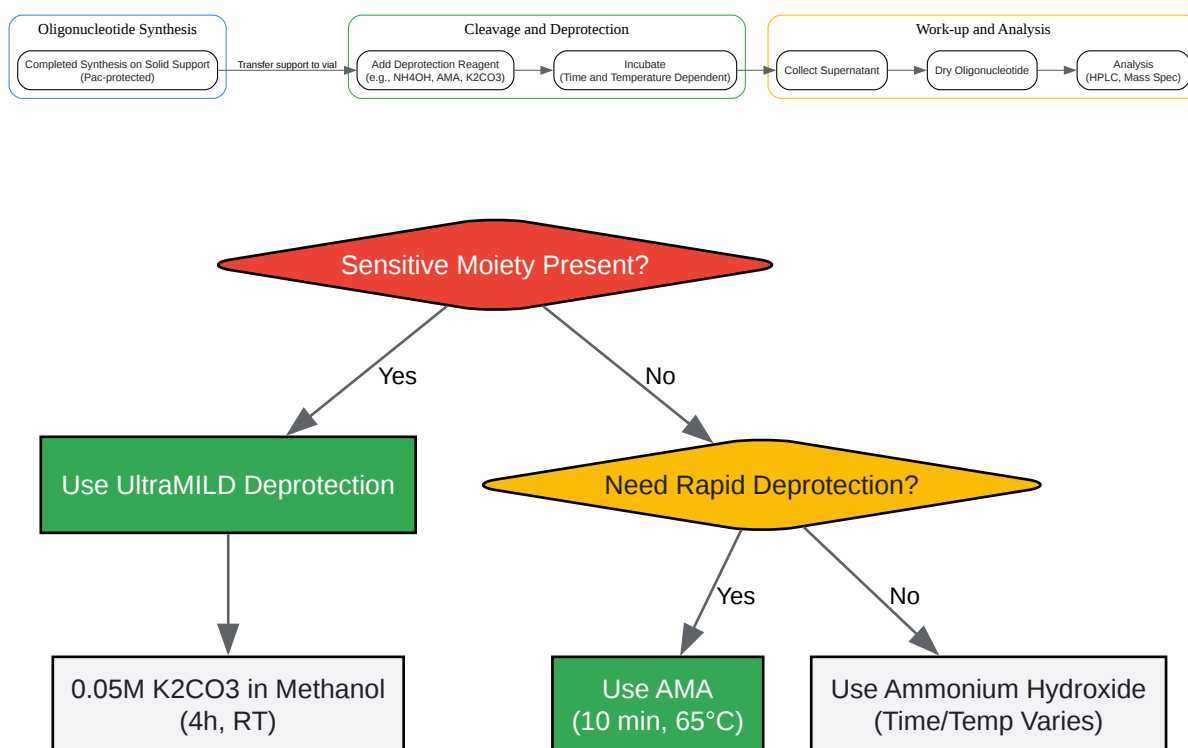 Oligonucleotide Synthesis
Completed Synthesis on Solid Support
(Pac-protected)
Transfer support to vial
Cleavage and Deprotection
Add Deprotection Reagent
(e.g., NH4OH, AMA, K2CO3)
Incubate
(Time and Temperature Dependent)
Work-up and Analysis
Collect Supernatant
Dry Oligonucleotide
Analysis
(HPLC, Mass Spec)
Sensitive Moiety Present?
Yes
No
Use UltraMILD Deprotection
Need Rapid Deprotection?
Yes
No
0.05M K2CO3 in Methanol
(4h, RT)
Use AMA
(10 min, 65°C)
Use Ammonium Hydroxide
(Time/Temp Varies)